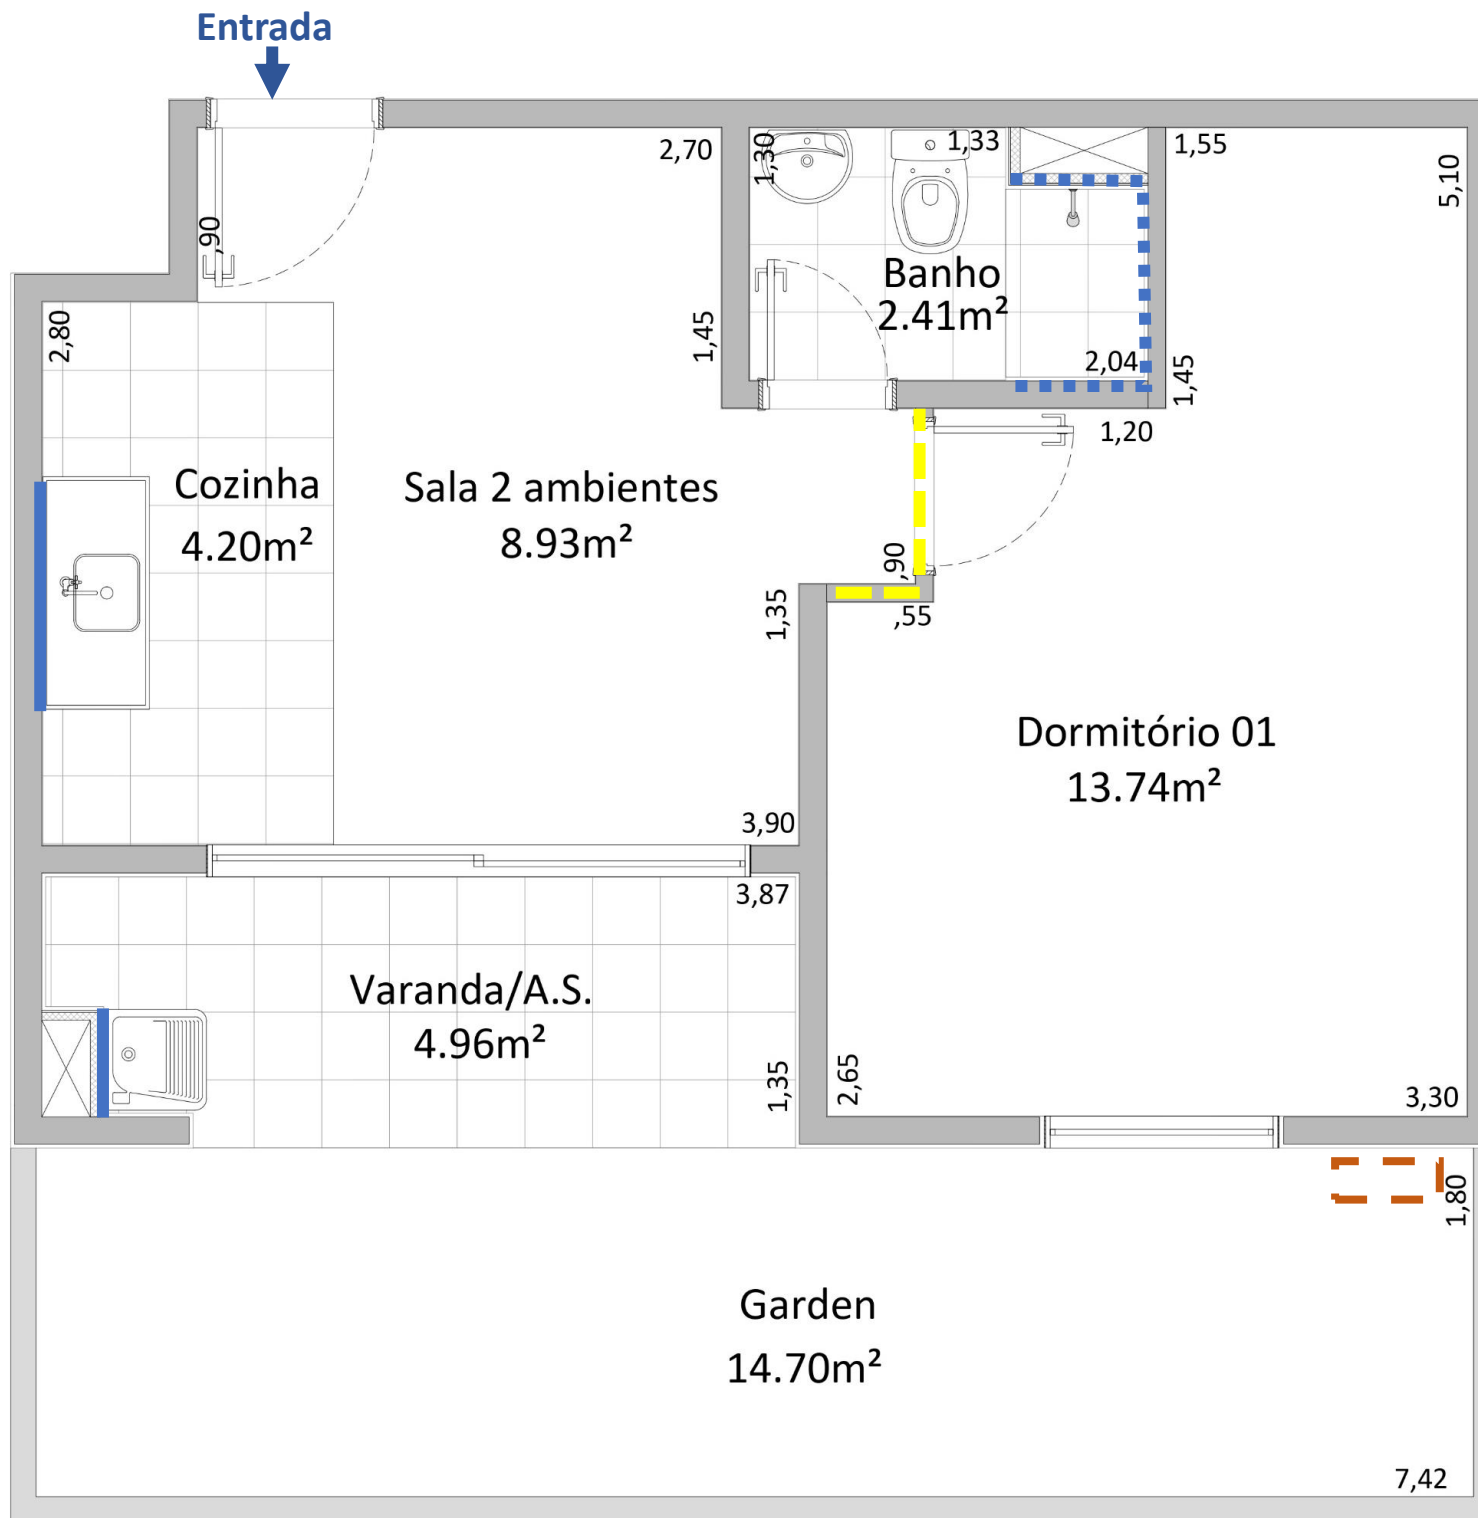 Entrada
2,70
1,30
1,33
1,55
5,10
,90
Banho
2.41m²
2,80
1,45
2,04
1,45
1,20
Cozinha
4.20m²
Sala 2 ambientes
8.93m²
,90
,55
1,35
Dormitório 01
13.74m²
3,90
3,87
Varanda/A.S.
4.96m²
1,35
2,65
3,30
1,80
Garden
14.70m²
7,42